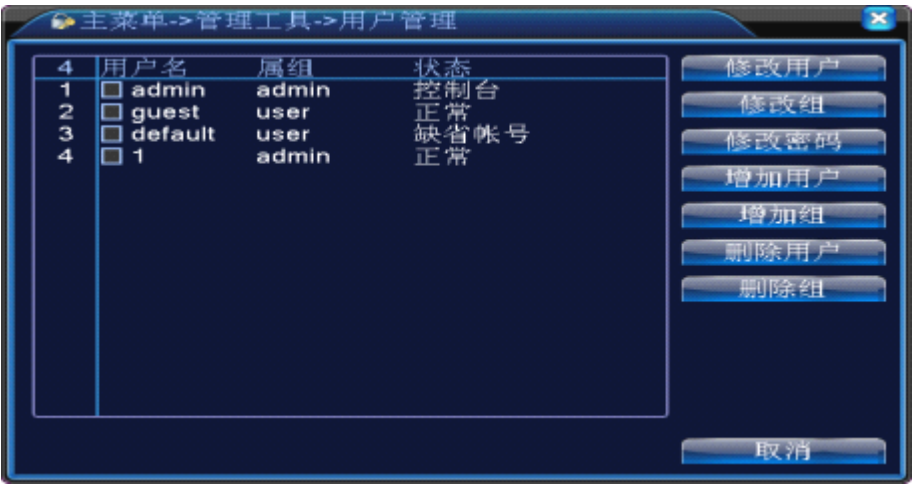 主菜单->管理工具->用户管理
4 用户名 属组 状态
1 admin admin 控制台
2 guest user 正常
3 default user 缺省帐号
4 1 admin 正常
修改用户
修改组
修改密码
增加用户
增加组
删除用户
删除组
取消